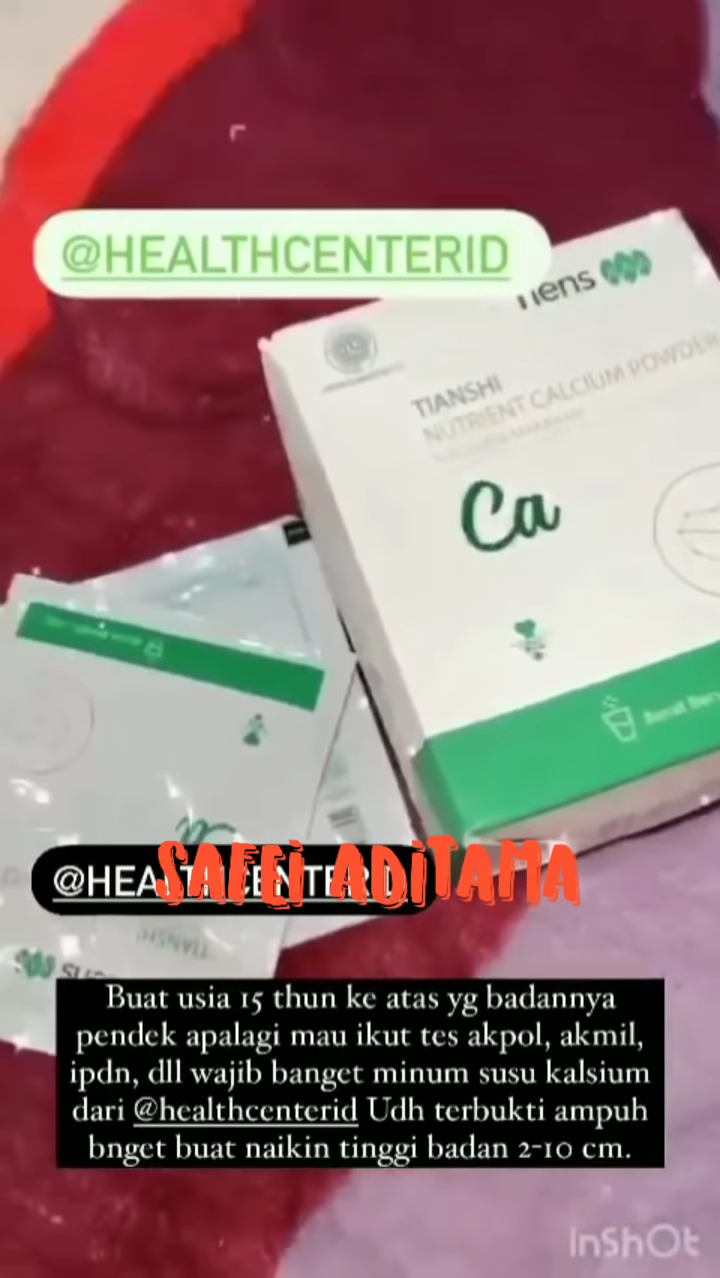 @HEALTHCENTERID
Tiens
TIANSHI
NUTRIENT CALCIUM POWDER
Ca
SAFEi ADiTAMA
@HEALTHCENTERID
TIANSHI
Buat usia 15 thun ke atas yg badannya
pendek apalagi mau ikut tes akpol, akmil,
ipdn, dll wajib banget minum susu kalsium
dari @healthcenterid Udh terbukti ampuh
bnget buat naikin tinggi badan 2-10 cm.
InShOt